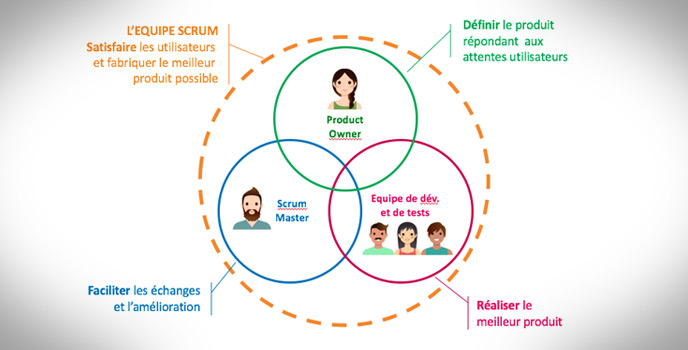 L'EQUIPE SCRUM
Satisfaire les utilisateurs
et fabriquer le meilleur
produit possible
Définir le produit
répondant aux
attentes utilisateurs
Product
Owner
Scrum
Master
Equipe de dév.
et de tests
Faciliter les échanges
et l'amélioration
Réaliser le
meilleur produit